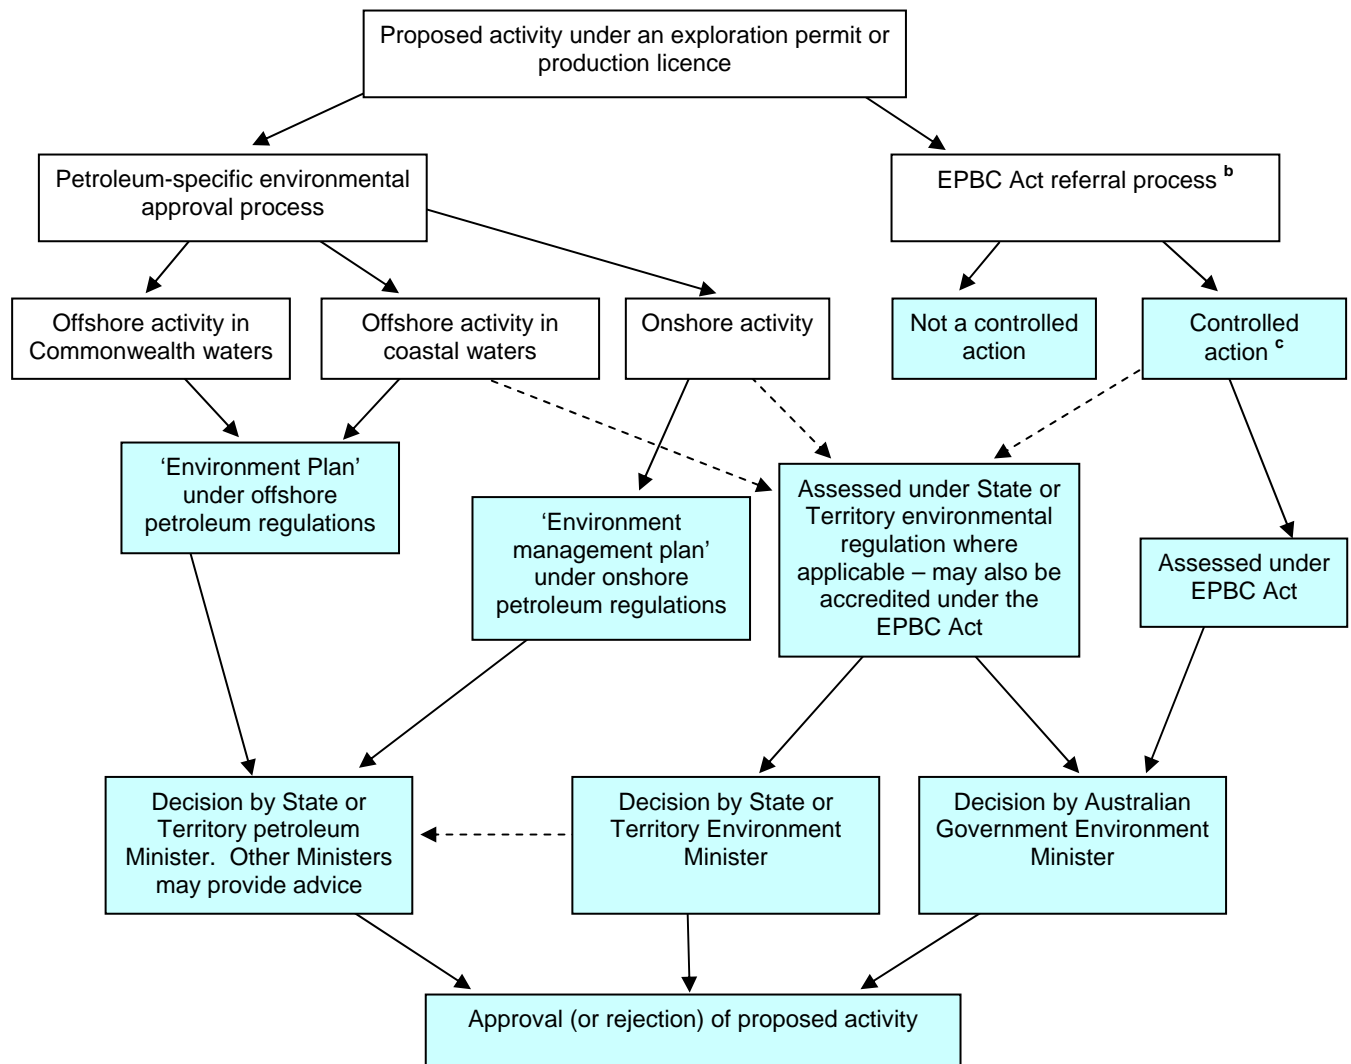 Proposed activity under an exploration permit or
production licence
Petroleum-specific environmental
approval process
EPBC Act referral process b
Offshore activity in
Commonwealth waters
Offshore activity in
coastal waters
Onshore activity
Not a controlled
action
Controlled
action c
‘Environment Plan’
under offshore
petroleum regulations
‘Environment
management plan’
under onshore
petroleum regulations
Assessed under State or
Territory environmental
regulation where
applicable – may also be
accredited under the
EPBC Act
Assessed under
EPBC Act
Decision by State or
Territory petroleum
Minister.  Other Ministers
may provide advice
Decision by State or
Territory Environment
Minister
Decision by Australian
Government Environment
Minister
Approval (or rejection) of proposed activity